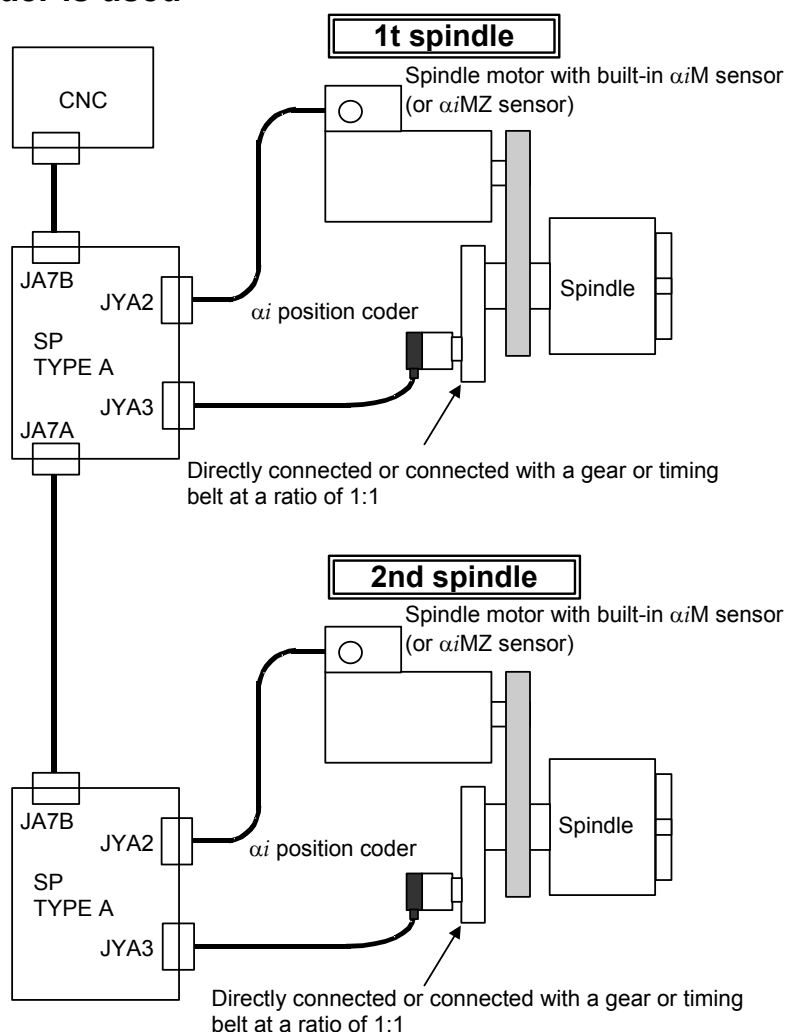 1t spindle
Spindle motor with built-in αiM sensor
(or αiMZ sensor)
CNC
JA7B
JYA2
αi position coder
Spindle
SP
TYPE A
JYA3
JA7A
Directly connected or connected with a gear or timing
belt at a ratio of 1:1
2nd spindle
Spindle motor with built-in αiM sensor
(or αiMZ sensor)
JA7B
JYA2
αi position coder
Spindle
SP
TYPE A
JYA3
Directly connected or connected with a gear or timing
belt at a ratio of 1:1